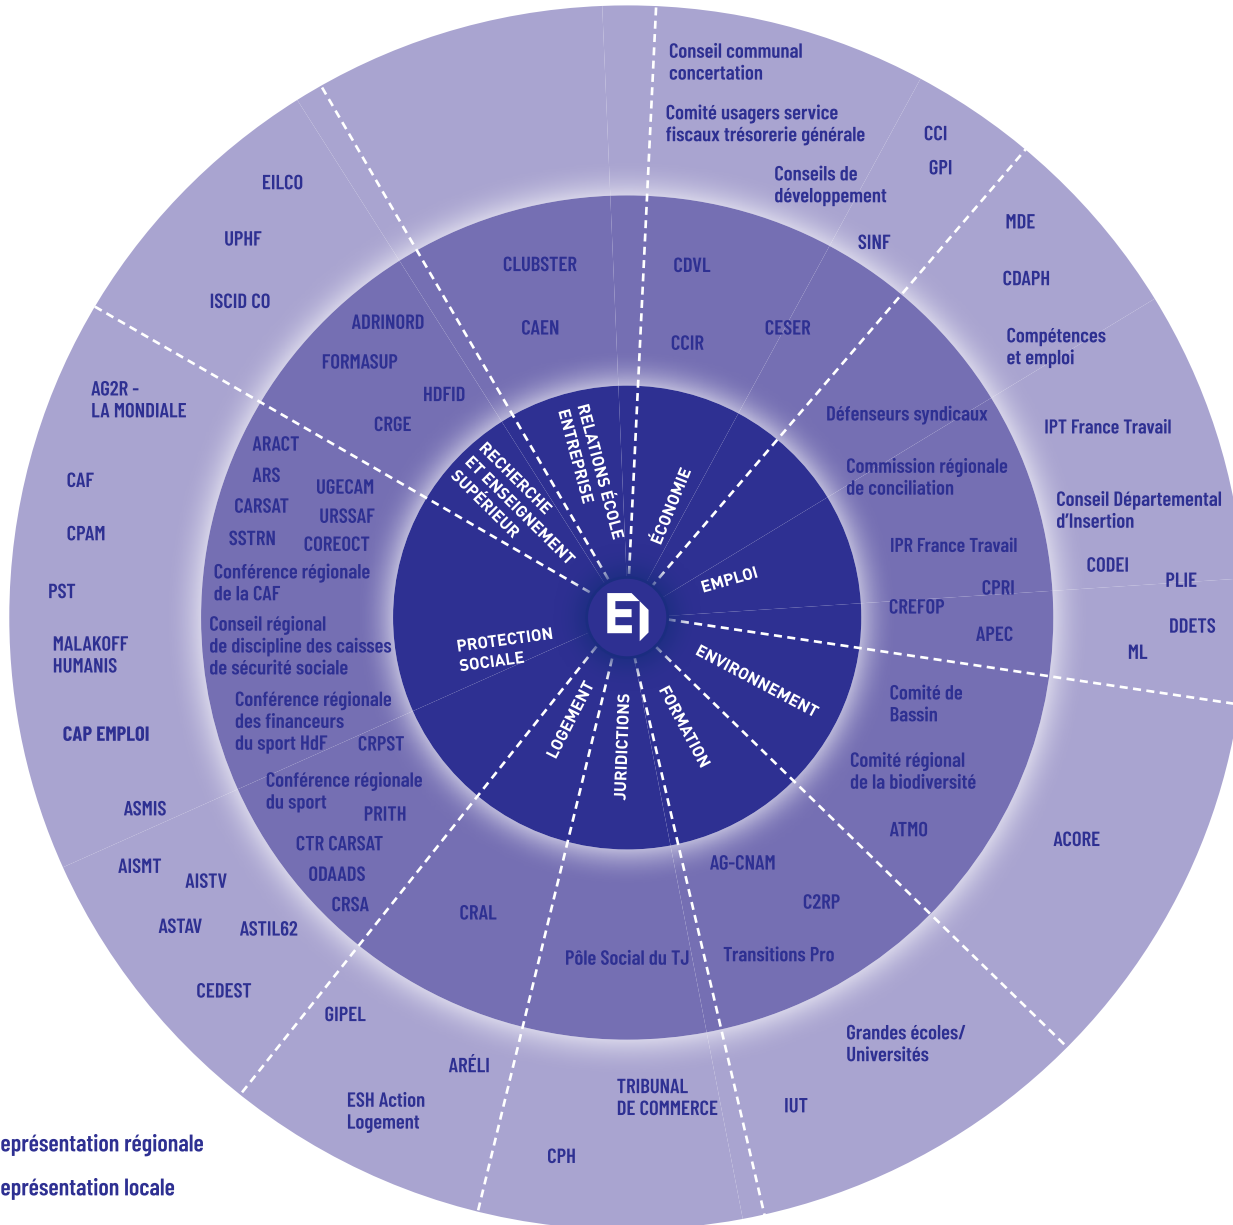 Conseil communal
concertation
Comité usagers service
fiscaux trésorerie générale
Conseils de
développement
CCI
GPI
SINF
CDVL
CCIR
CESER
ÉCONOMIE
MDE
CDAPH
Compétences
et emploi
IPT France Travail
Conseil Départemental
d'Insertion
CODEI
PLIE
DDETS
ML
Défenseurs syndicaux
Commission régionale
de conciliation
IPR France Travail
CPRI
CREFOP
APEC
EMPLOI
ENVIRONNEMENT
Comité de
Bassin
Comité régional
de la biodiversité
ATMO
ACORE
FORMATION
AG-CNAM
C2RP
Transitions Pro
Grandes écoles/
Universités
IUT
JURIDICTIONS
Pôle Social du TJ
TRIBUNAL
DE COMMERCE
CPH
LOGEMENT
CRAL
GIPEL
ARÉLI
ESH Action
Logement
PROTECTION
SOCIALE
ARACT
ARS
UGECAM
CARSAT
URSSAF
SSTRN
COREOCT
Conférence régionale
de la CAF
Conseil régional
de discipline des caisses
de sécurité sociale
Conférence régionale
des financeurs
du sport HdF
CRPST
Conférence régionale
du sport
PRITH
CTR CARSAT
ODAADS
CRSA
AG2R -
LA MONDIALE
CAF
CPAM
PST
MALAKOFF
HUMANIS
CAP EMPLOI
ASMIS
AISMT
AISTV
ASTAV
ASTIL62
CEDEST
RECHERCHE
ET ENSEIGNEMENT
SUPÉRIEUR
ADRINORD
FORMASUP
HDFID
CRGE
EILCO
UPHF
ISCID CO
RELATIONS ÉCOLE
ENTREPRISE
CLUBSTER
CAEN
E
eprésentation régionale
eprésentation locale